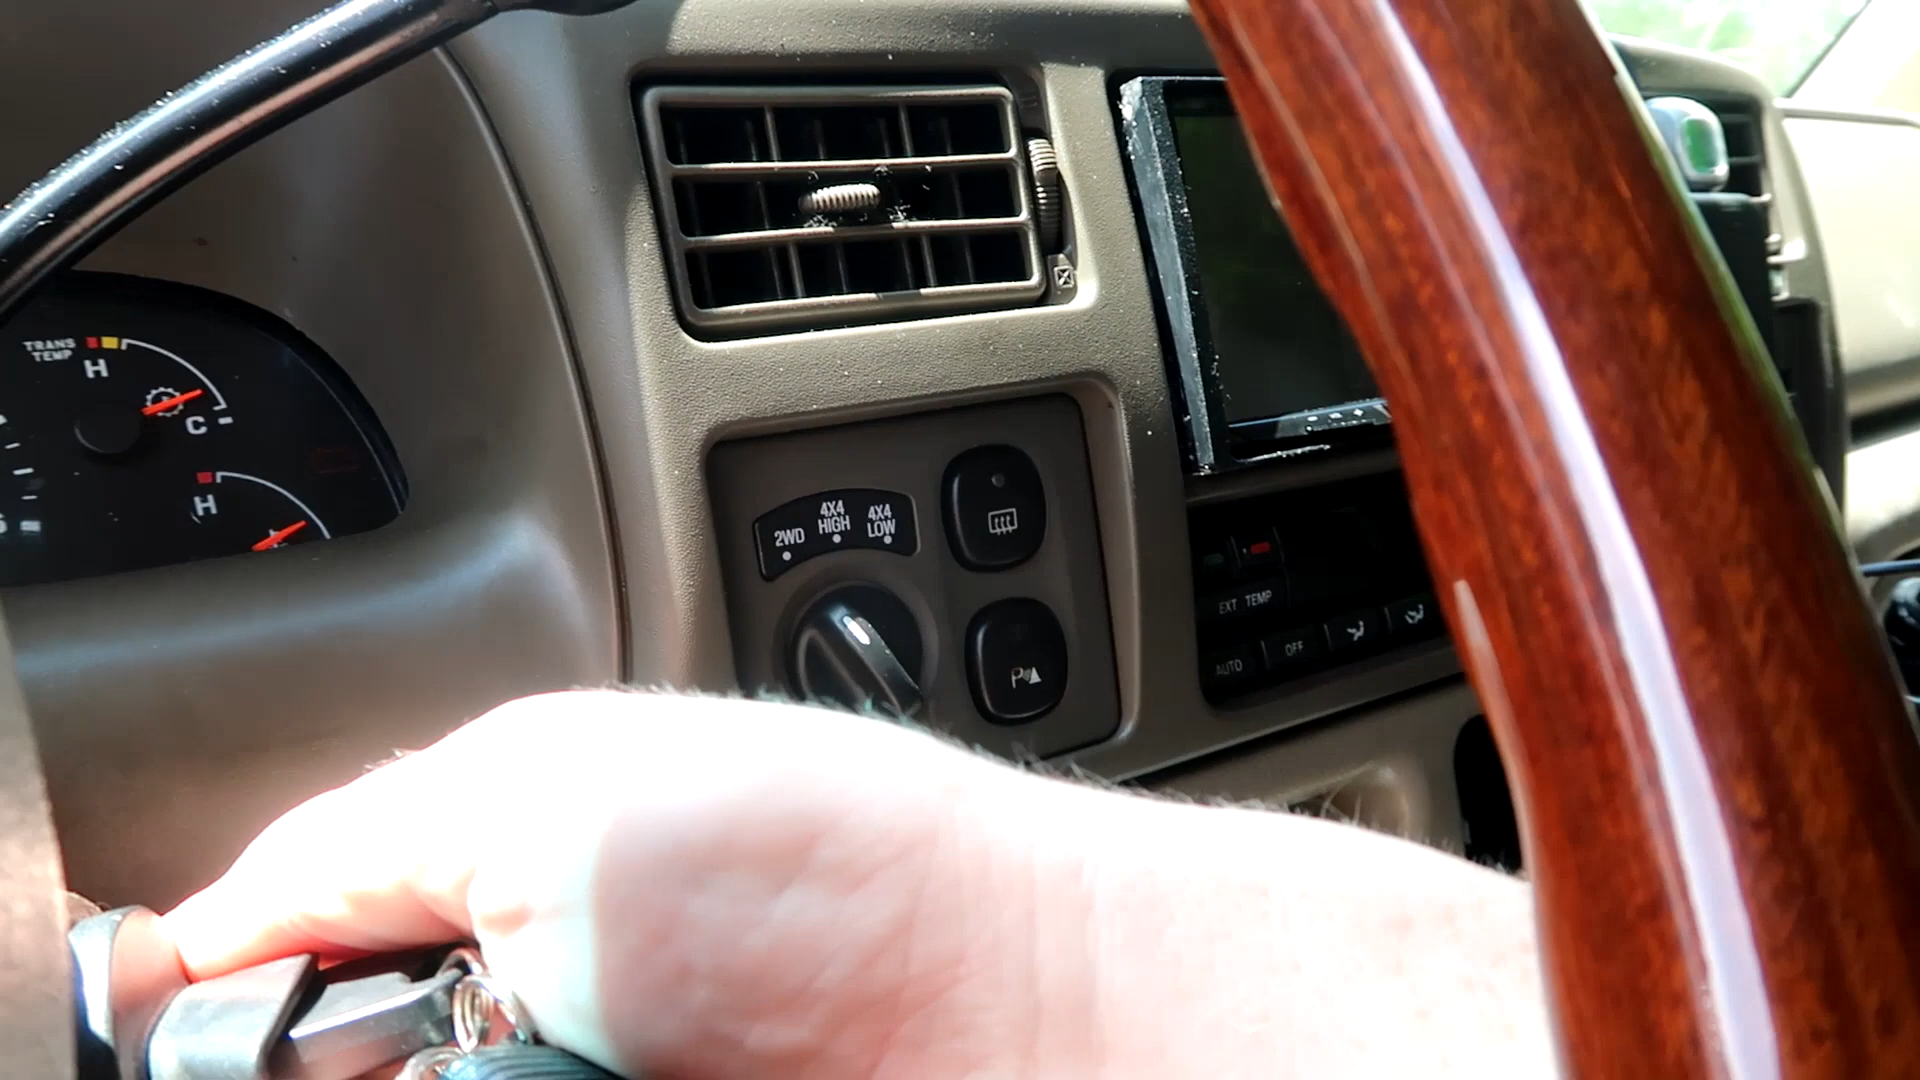 TRANS
TEMP
H
C
H
2WD
4X4
HIGH
4X4
LOW
P
EXT TEMP
AUTO
OFF